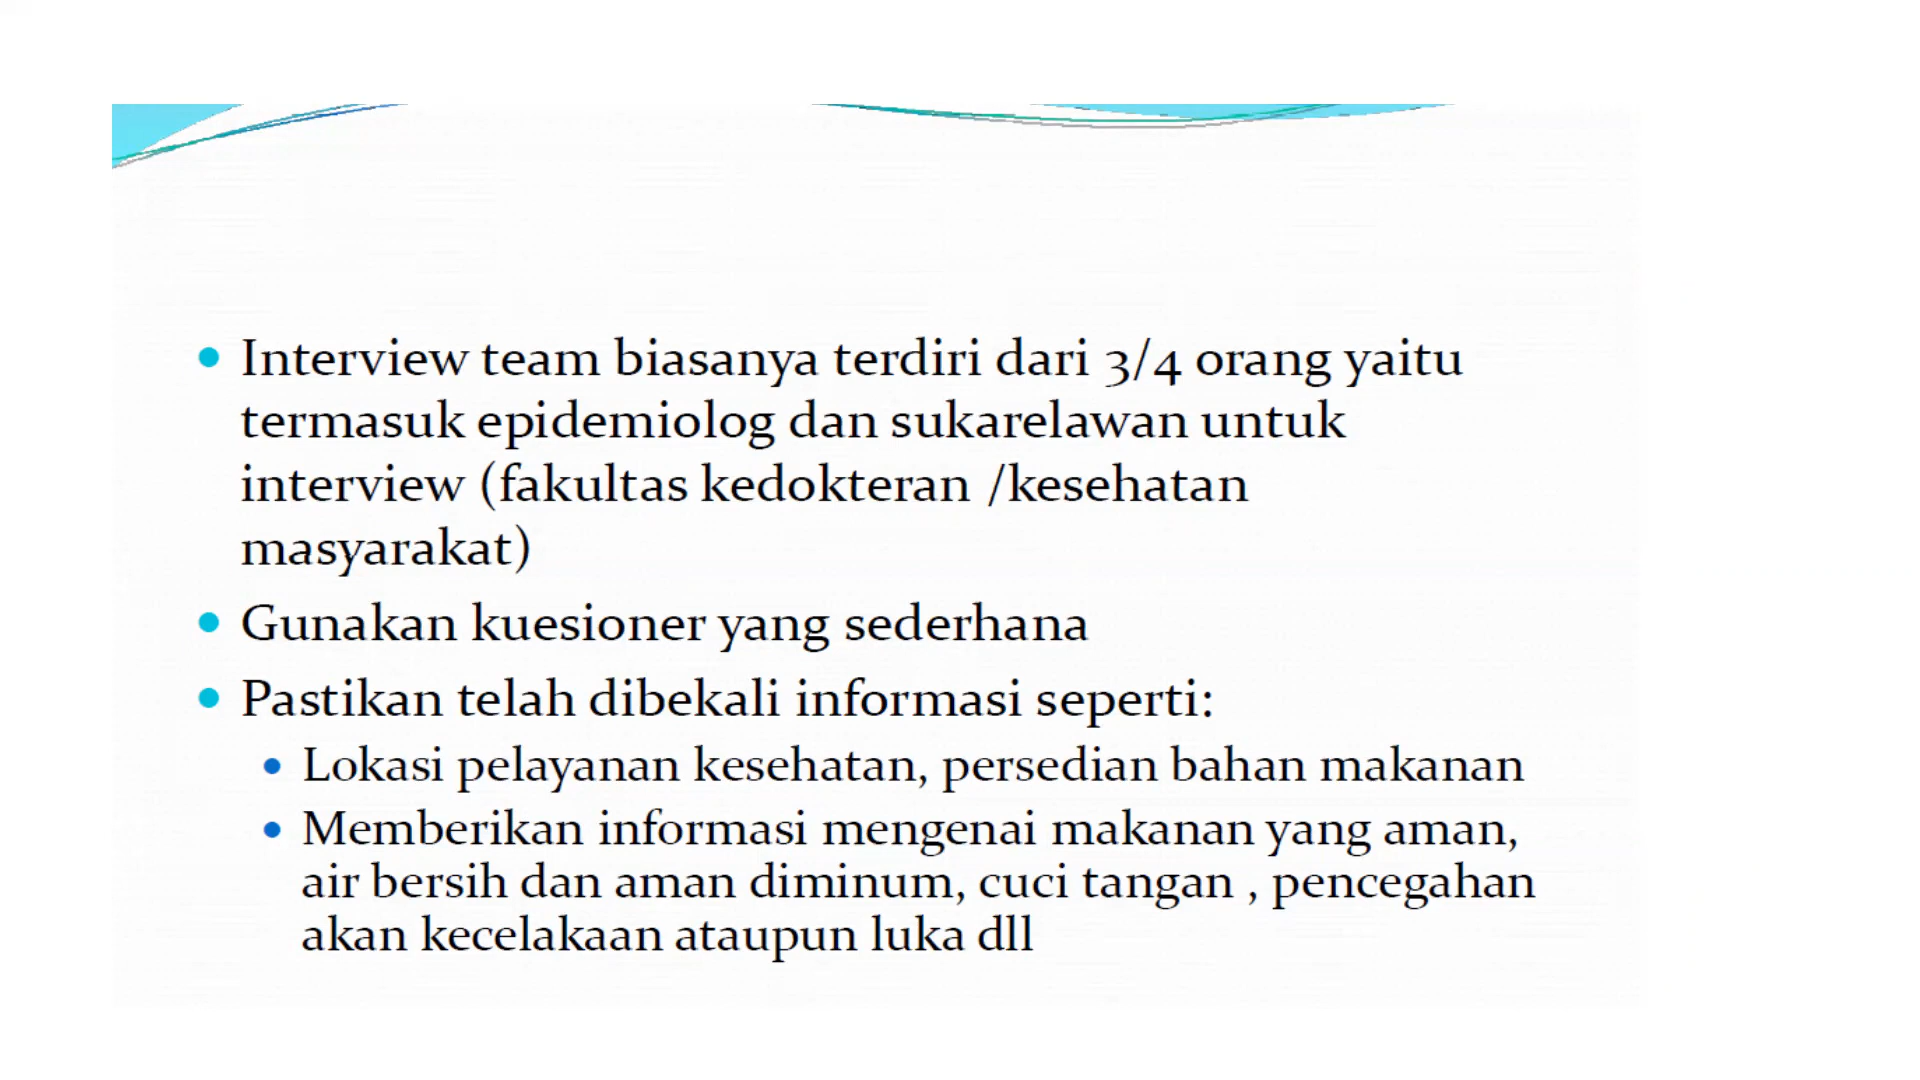 Interview team biasanya terdiri dari 3/4 orang yaitu
termasuk epidemiolog dan sukarelawan untuk
interview (fakultas kedokteran /kesehatan
masyarakat)
Gunakan kuesioner yang sederhana
Pastikan telah dibekali informasi seperti:
Lokasi pelayanan kesehatan, persedian bahan makanan
Memberikan informasi mengenai makanan yang aman,
air bersih dan aman diminum, cuci tangan , pencegahan
akan kecelakaan ataupun luka dll